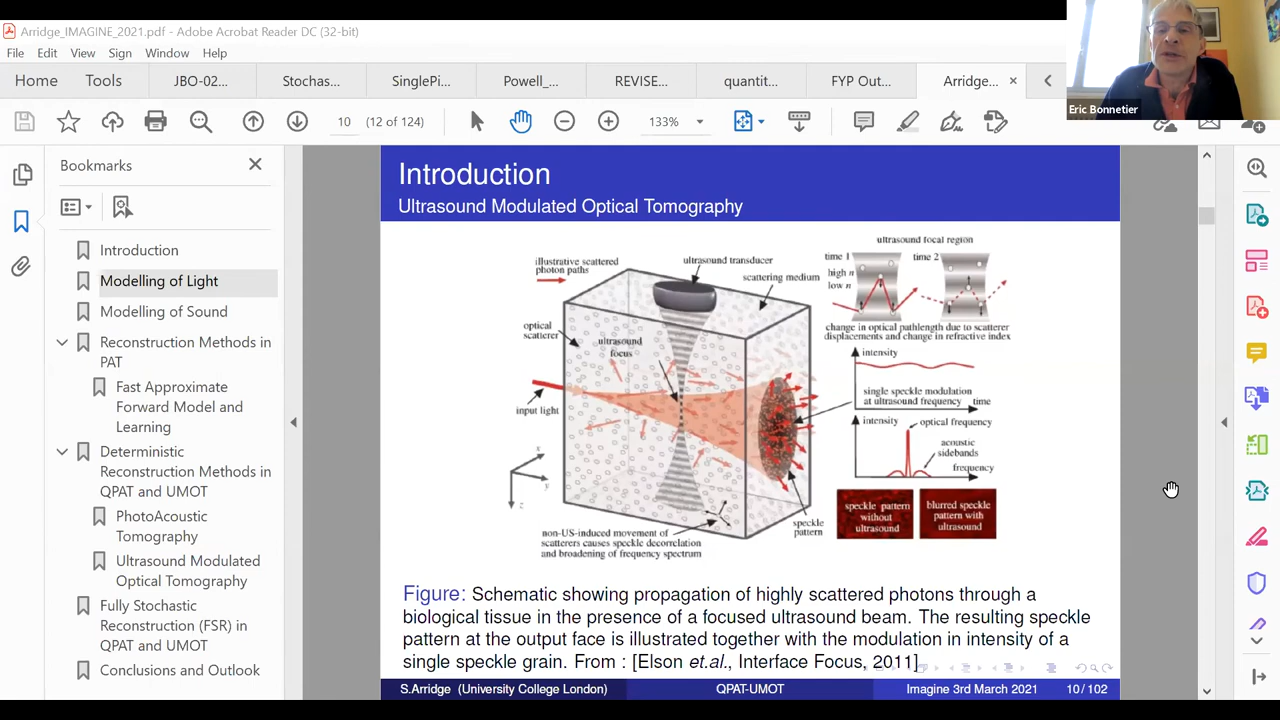 Arridge_IMAGINE_2021.pdf - Adobe Acrobat Reader DC (32-bit)
File Edit View Sign Window Help
Home Tools JBO-02... Stochas... SinglePi... Powell_... REVISE... quantit... FYP Out... Arridge...
Eric Bonnetier
10 (12 of 124) 133%
Bookmarks
Introduction
Modelling of Light
Modelling of Sound
Reconstruction Methods in
PAT
Fast Approximate
Forward Model and
Learning
Deterministic
Reconstruction Methods in
QPAT and UMOT
PhotoAcoustic
Tomography
Ultrasound Modulated
Optical Tomography
Fully Stochastic
Reconstruction (FSR) in
QPAT and UMOT
Conclusions and Outlook
Introduction
Ultrasound Modulated Optical Tomography
illustrative scattered
photon paths
ultrasound transducer
scattering medium
optical
scatterer
ultrasound
focus
input light
x
y
z
non-US-induced movement of
scatterers causes speckle decorrelation
and broadening of frequency spectrum
speckle
pattern
ultrasound focal region
time 1 time 2
high n
low n
change in optical pathlength due to scatterer
displacements and change in refractive index
intensity
single speckle modulation
at ultrasound frequency time
intensity optical frequency
acoustic
sidebands
frequency
speckle pattern
without
ultrasound
blurred speckle
pattern with
ultrasound
Figure: Schematic showing propagation of highly scattered photons through a
biological tissue in the presence of a focused ultrasound beam. The resulting speckle
pattern at the output face is illustrated together with the modulation in intensity of a
single speckle grain. From : [Elson et.al., Interface Focus, 2011]
S.Arridge (University College London) QPAT-UMOT Imagine 3rd March 2021 10 / 102